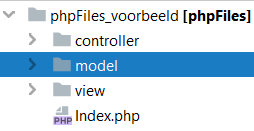 phpFiles_voorbeeld [phpFiles]
controller
model
view
PHP Index.php